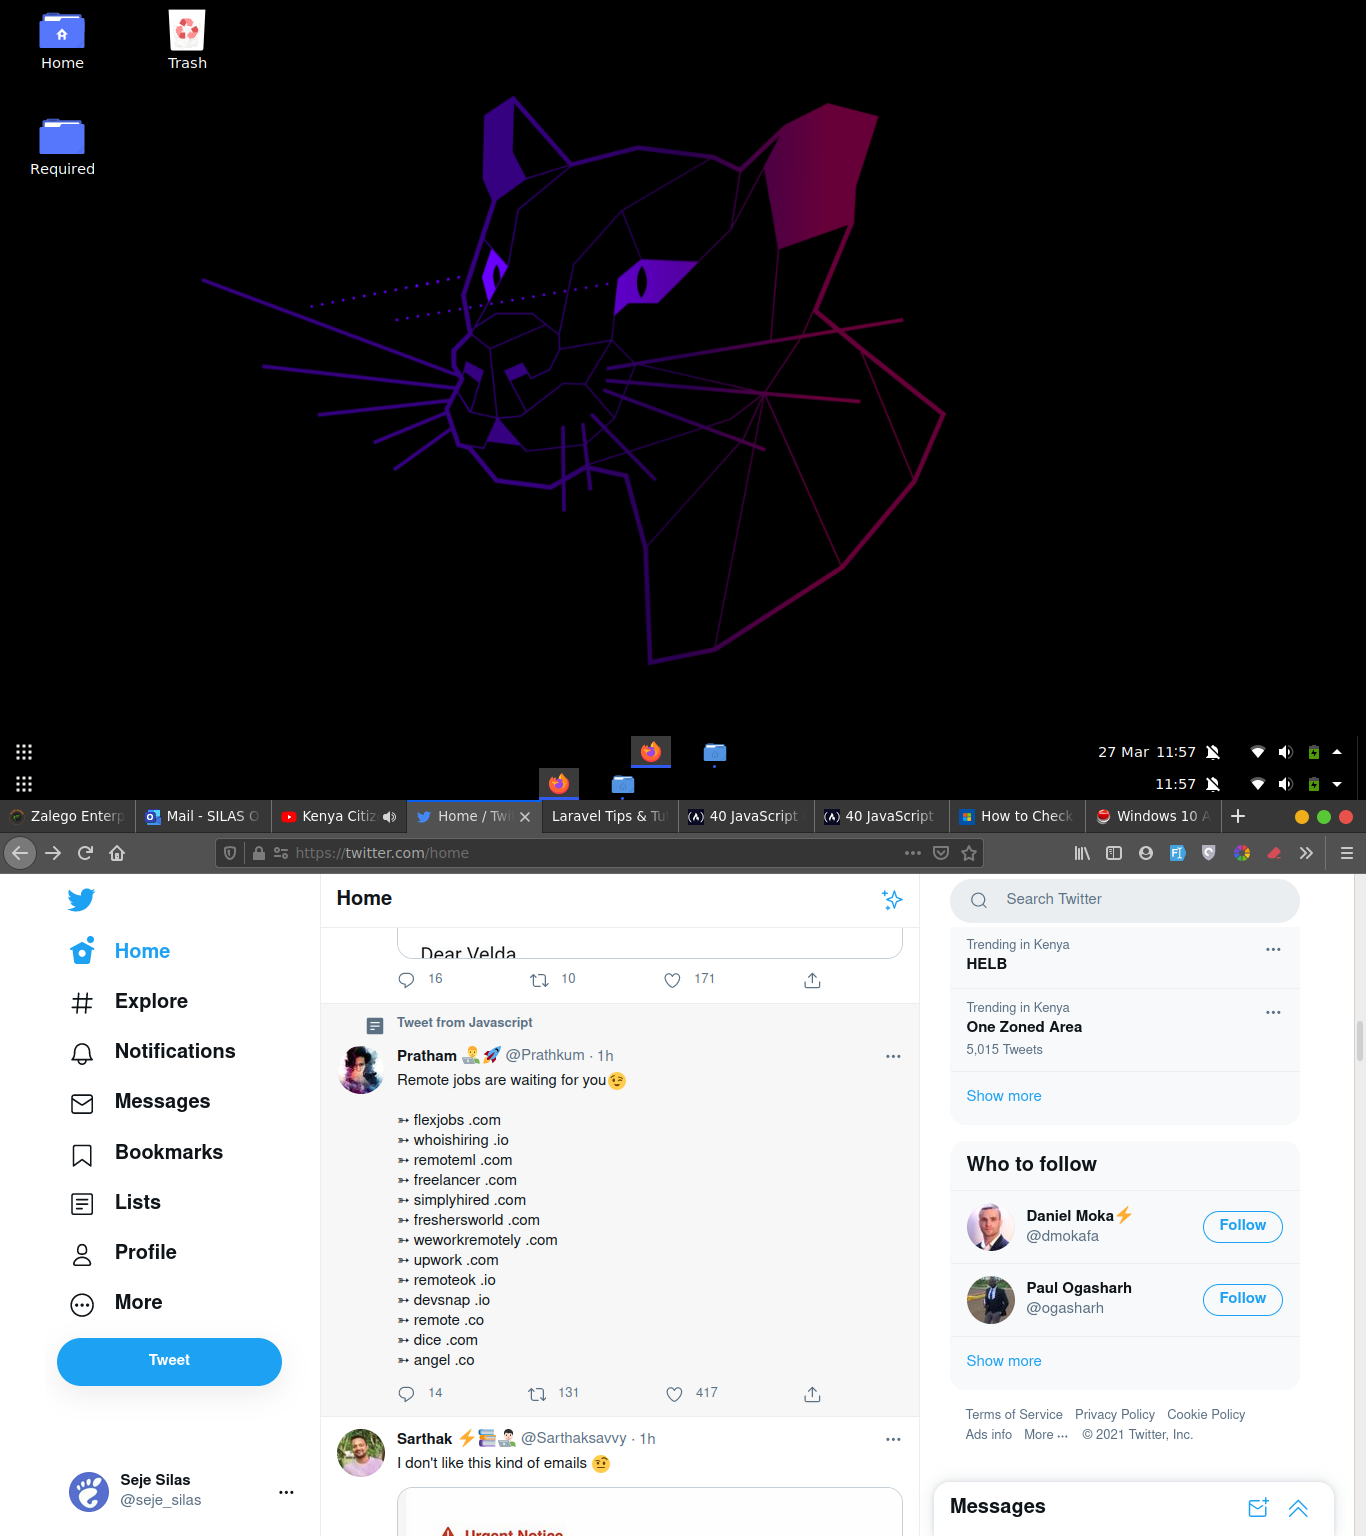 Home
Trash
Required
27 Mar 11:57
11:57
Zalego Enterp
Mail - SILAS O
Kenya Citiz
Home / Twi
Laravel Tips & Tu
40 JavaScript
40 JavaScript
How to Check
Windows 10 A
https://twitter.com/home
Home
Explore
Notifications
Messages
Bookmarks
Lists
Profile
More
Tweet
Seje Silas
@seje_silas
Home
Dear Velda
16 10 171
Tweet from Javascript
Pratham @Prathkum · 1h
Remote jobs are waiting for you😉
➳ flexjobs .com
➳ whoishiring .io
➳ remoteml .com
➳ freelancer .com
➳ simplyhired .com
➳ freshersworld .com
➳ weworkremotely .com
➳ upwork .com
➳ remoteok .io
➳ devsnap .io
➳ remote .co
➳ dice .com
➳ angel .co
14 131 417
Sarthak @Sarthaksavvy · 1h
I don't like this kind of emails 🤨
Urgent Notice
Search Twitter
Trending in Kenya
HELB
Trending in Kenya
One Zoned Area
5,015 Tweets
Show more
Who to follow
Daniel Moka⚡
@dmokafa
Follow
Paul Ogasharh
@ogasharh
Follow
Show more
Terms of Service Privacy Policy Cookie Policy
Ads info More ··· © 2021 Twitter, Inc.
Messages